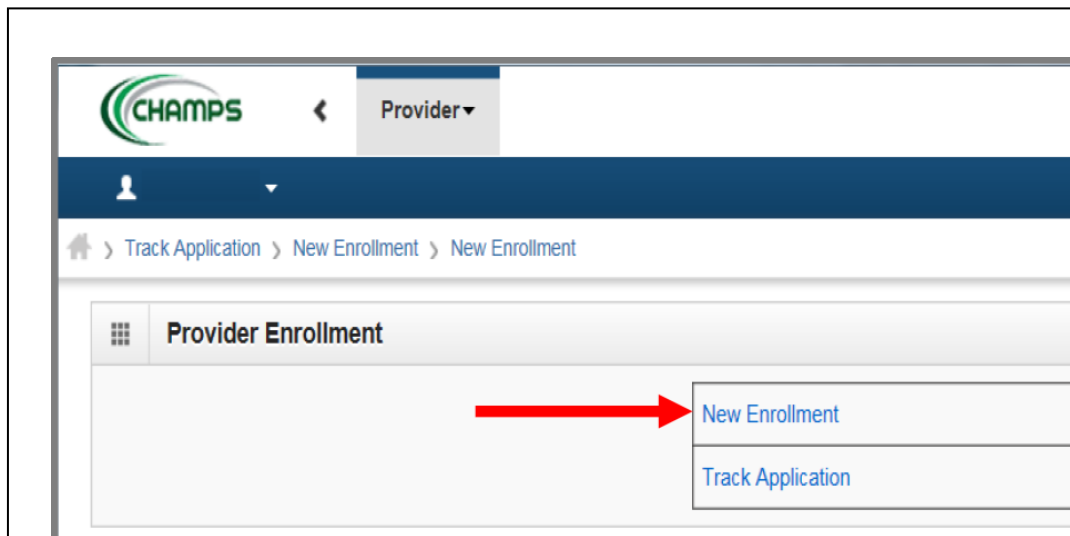 CHAMPS Provider
Track Application New Enrollment New Enrollment
Provider Enrollment
New Enrollment
Track Application